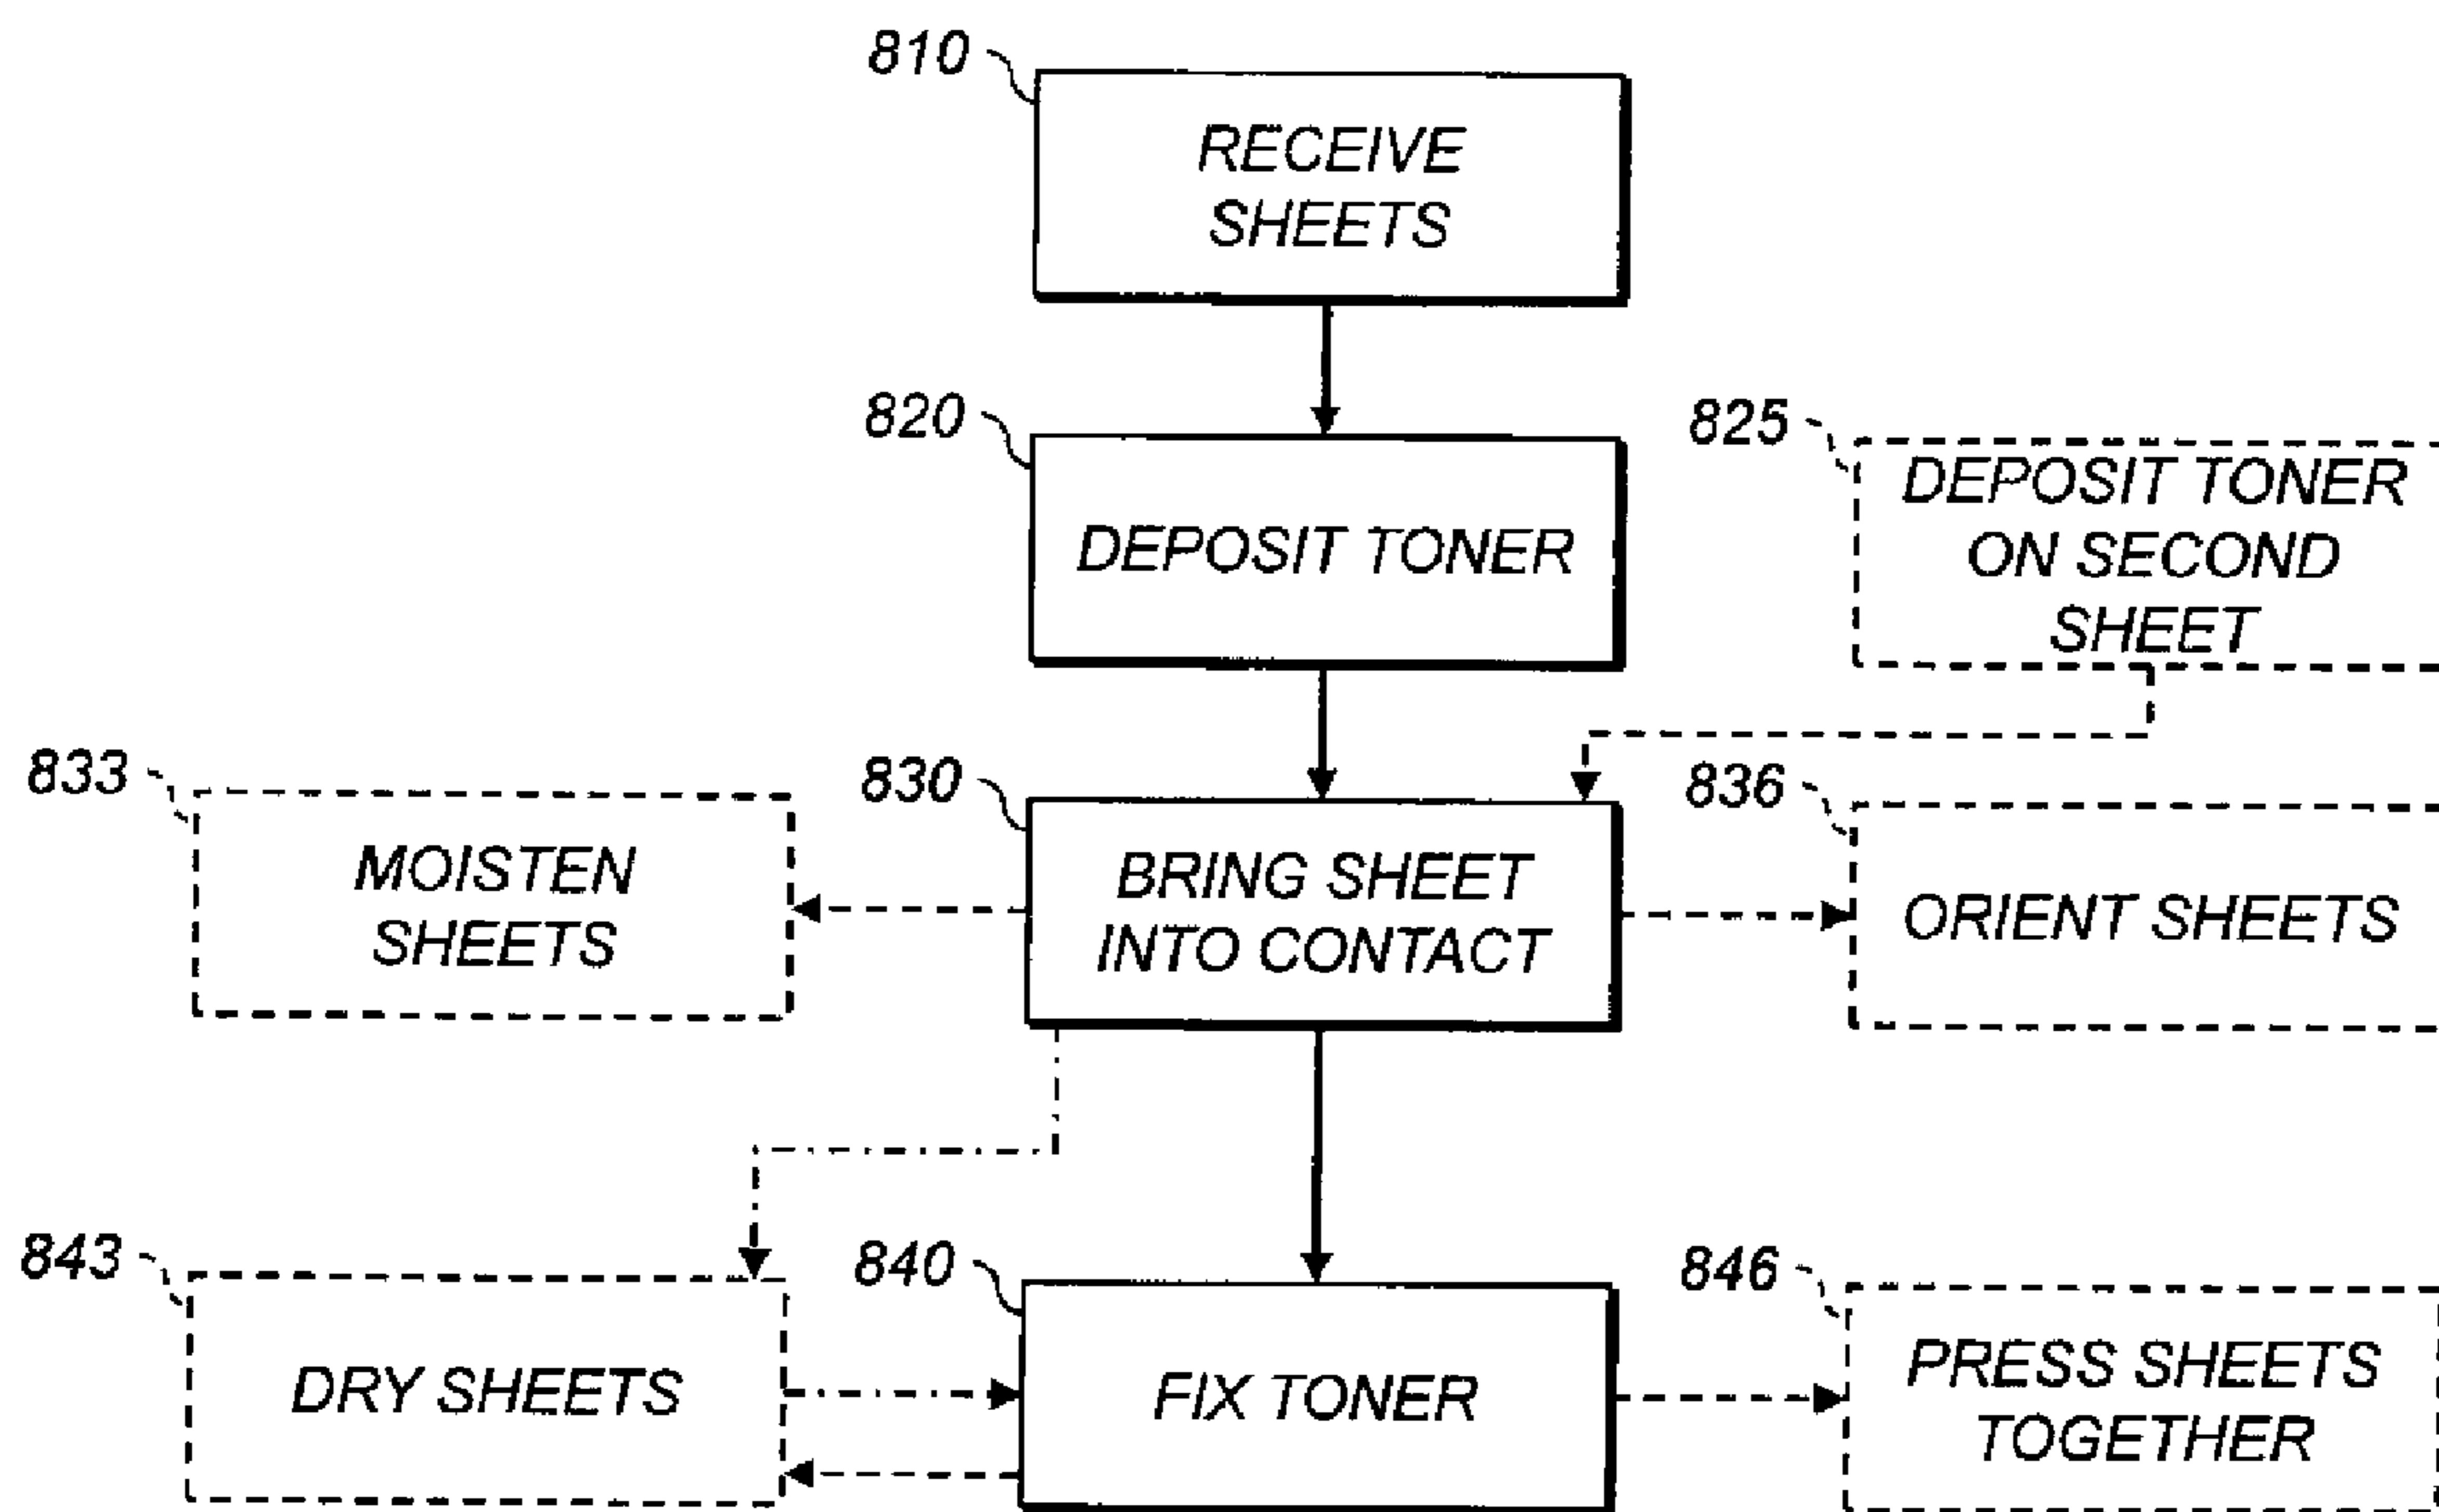 810
RECEIVE
SHEETS
820
DEPOSIT TONER
825
DEPOSIT TONER
ON SECOND
SHEET
833
MOISTEN
SHEETS
830
BRING SHEET
INTO CONTACT
836
ORIENT SHEETS
843
DRY SHEETS
840
FIX TONER
846
PRESS SHEETS
TOGETHER